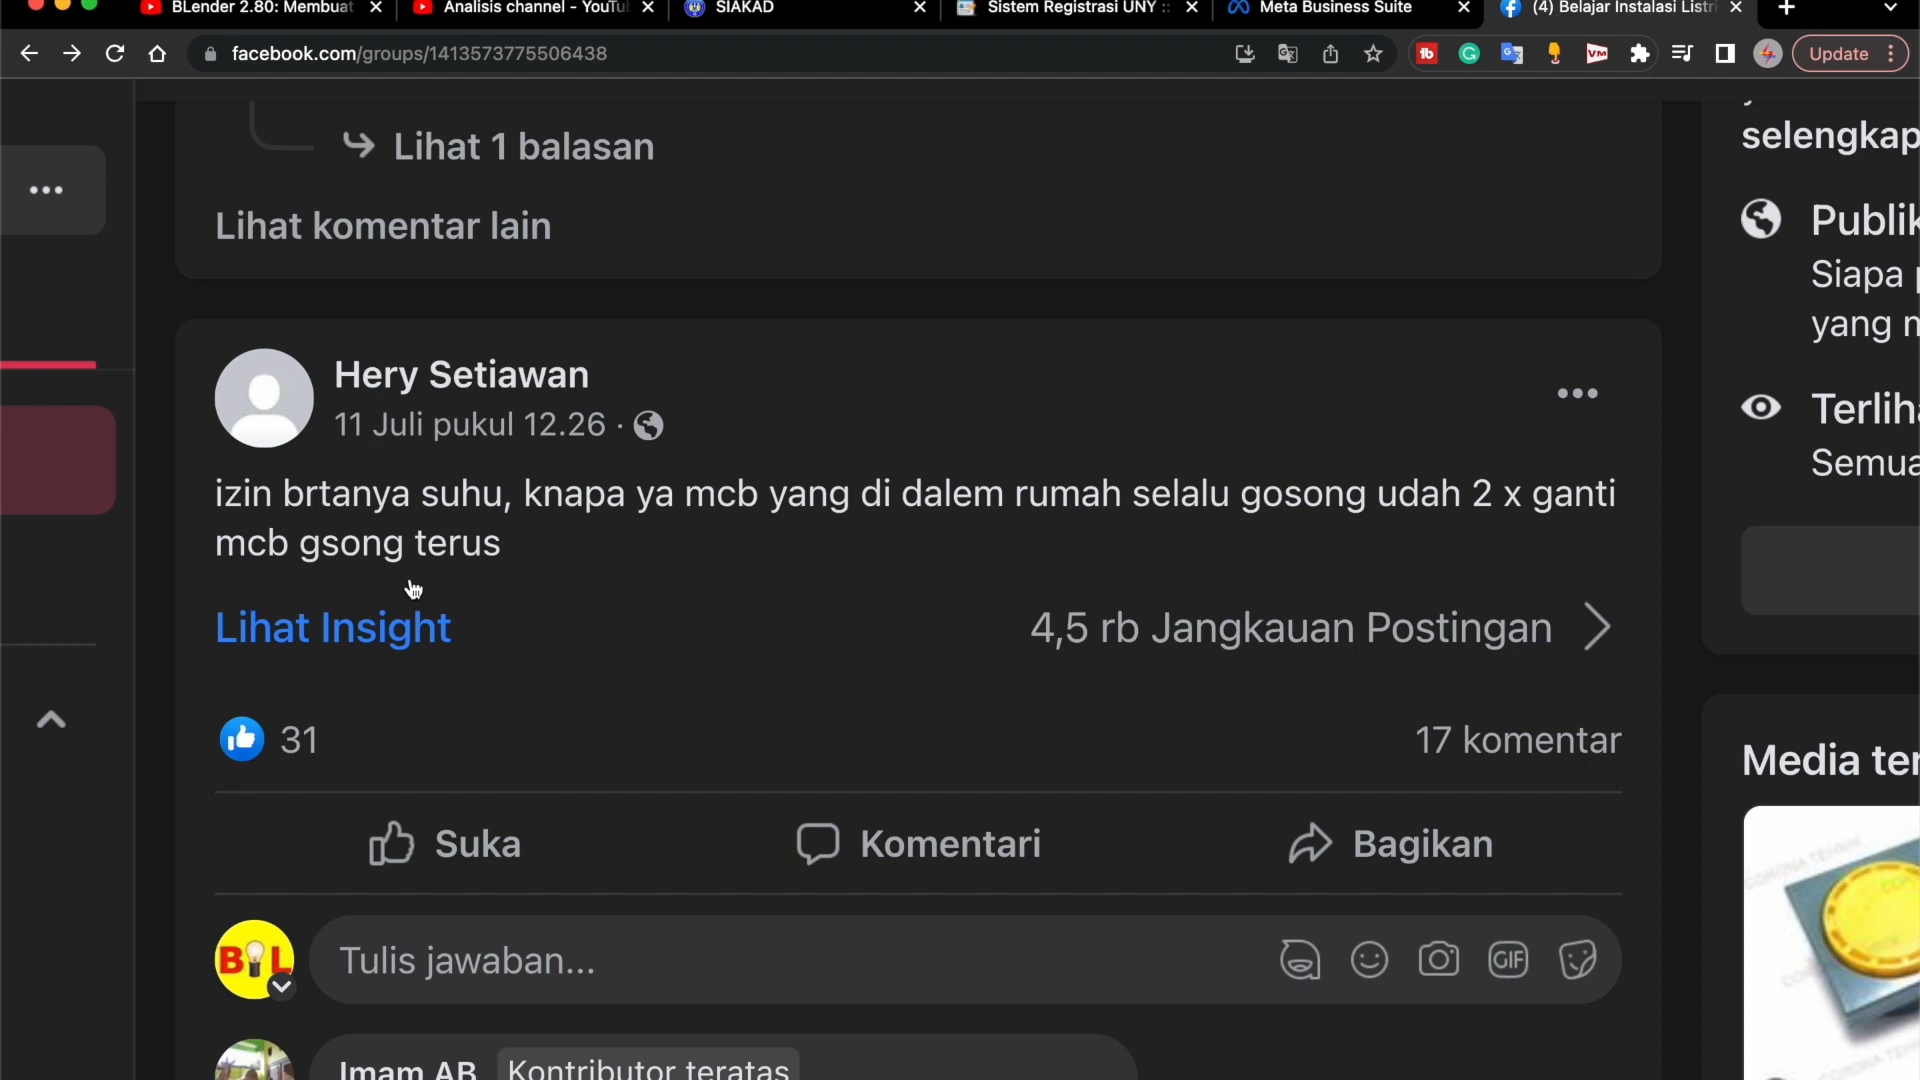 BLender 2.80: Membuat
Analisis channel - YouTu
SIAKAD
Sistem Registrasi UNY ::
Meta Business Suite
(4) Belajar Instalasi Listri
facebook.com/groups/1413573775506438
Update
Lihat 1 balasan
Lihat komentar lain
selengkap
Publik
Siapa
yang m
Terliha
Semua
Hery Setiawan
11 Juli pukul 12.26 ·
izin brtanya suhu, knapa ya mcb yang di dalem rumah selalu gosong udah 2 x ganti
mcb gsong terus
Lihat Insight
4,5 rb Jangkauan Postingan
31
17 komentar
Media ter
Suka
Komentari
Bagikan
BL
Tulis jawaban...
GIF
Imam AB
Kontributor teratas